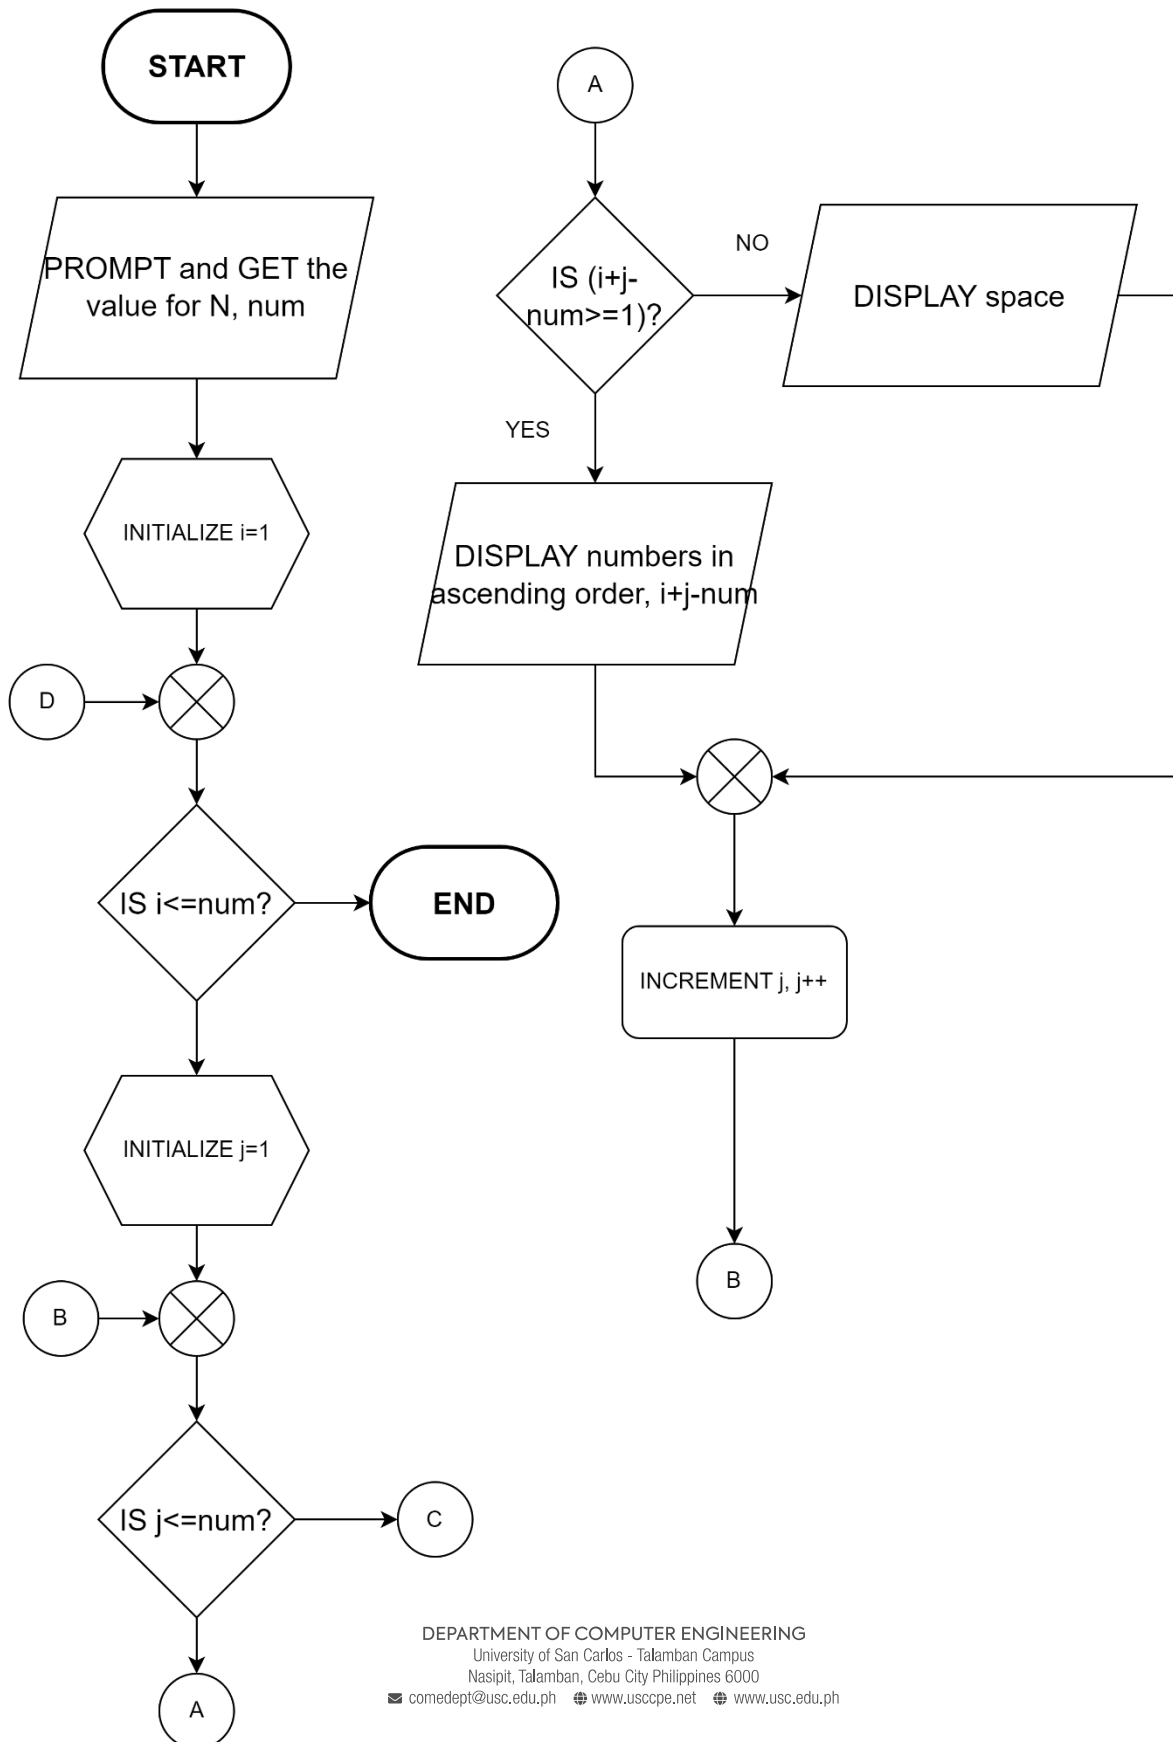 START
PROMPT and GET the
value for N, num
INITIALIZE i=1
D
IS i<=num?
END
INITIALIZE j=1
B
IS j<=num?
C
A
A
IS (i+j-
num>=1)?
NO
DISPLAY space
YES
DISPLAY numbers in
ascending order, i+j-num
INCREMENT j, j++
B
DEPARTMENT OF COMPUTER ENGINEERING
University of San Carlos - Talamban Campus
Nasipit, Talamban, Cebu City Philippines 6000
comedept@usc.edu.ph www.usccpe.net www.usc.edu.ph